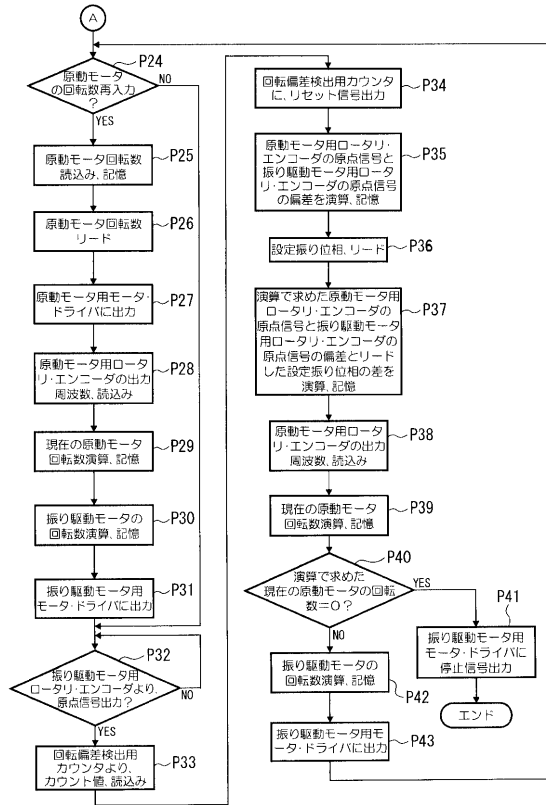 A
P24
原動モータ
の回転数再入力
?
NO
YES
P25
原動モータ回転数
読込み、記憶
P26
原動モータ回転数
リード
P27
原動モータ用モータ・
ドライバに出力
P28
原動モータ用ロータ
リ・エンコーダの出力
周波数、読込み
P29
現在の原動モータ
回転数演算、記憶
P30
振り駆動モータの
回転数演算、記憶
P31
振り駆動モータ用
モータ・ドライバに出力
P32
振り駆動モータ用
ロータリ・エンコーダより、
原点信号出力?
NO
YES
P33
回転偏差検出用
カウンタより、
カウント値、読込み
P34
回転偏差検出用カウンタ
に、リセット信号出力
P35
原動モータ用ロータリ・
エンコーダの原点信号と
振り駆動モータ用ロータ
リ・エンコーダの原点信号
の偏差を演算、記憶
P36
設定振り位相、リード
P37
演算で求めた原動モータ用
ロータリ・エンコーダの
原点信号と振り駆動モータ
用ロータリ・エンコーダの
原点信号の偏差とリード
した設定振り位相の差を
演算、記憶
P38
原動モータ用ロータ
リ・エンコーダの出力
周波数、読込み
P39
現在の原動モータ
回転数演算、記憶
P40
演算で求めた
現在の原動モータの回転
数=0?
YES
NO
P41
振り駆動モータ用
モータ・ドライバに
停止信号出力
エンド
P42
振り駆動モータの
回転数演算、記憶
P43
振り駆動モータ用モー
タ・ドライバに出力